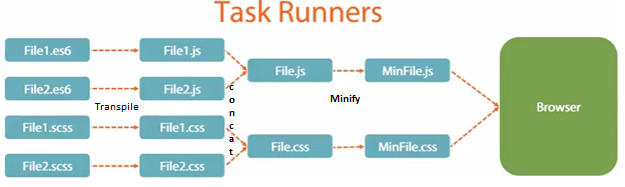 Task Runners
File1.es6
File1.js
File2.es6
File2.js
File.js
MinFile.js
Transpile
concat
Minify
Browser
File1.scss
File1.css
File.css
MinFile.css
File2.scss
File2.css